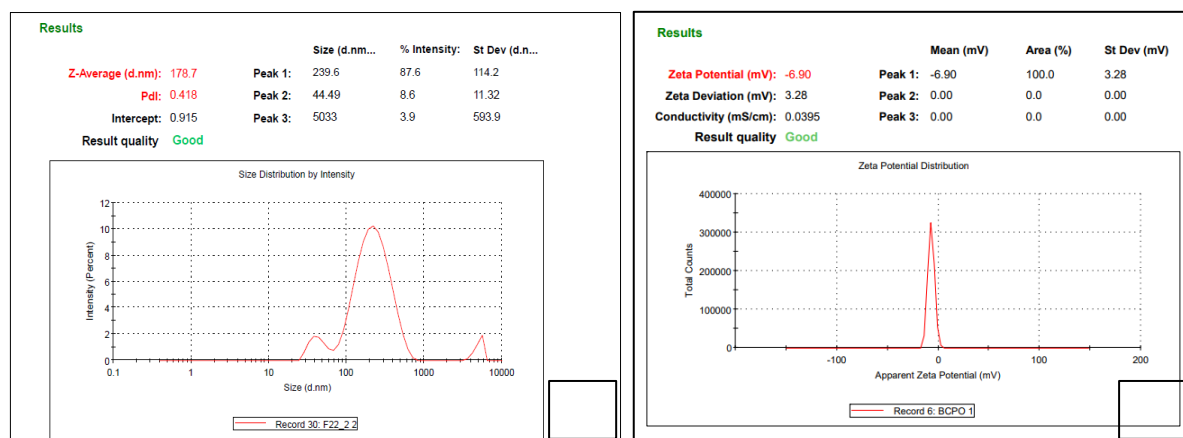 Results
Size (d.nm... % Intensity: St Dev (d.n...
Z-Average (d.nm): 178.7 Peak 1: 239.6 87.6 114.2
PdI: 0.418 Peak 2: 44.49 8.6 11.32
Intercept: 0.915 Peak 3: 5033 3.9 593.9
Result quality Good
Size Distribution by Intensity
Intensity (Percent)
12
10
8
6
4
2
0
0.1 1 10 100 1000 10000
Size (d.nm)
Record 30: F22_2 2
Results
Mean (mV) Area (%) St Dev (mV)
Zeta Potential (mV): -6.90 Peak 1: -6.90 100.0 3.28
Zeta Deviation (mV): 3.28 Peak 2: 0.00 0.0 0.00
Conductivity (mS/cm): 0.0395 Peak 3: 0.00 0.0 0.00
Result quality Good
Zeta Potential Distribution
Total Counts
400000
300000
200000
100000
0
-100 0 100 200
Apparent Zeta Potential (mV)
Record 6: BCPO 1